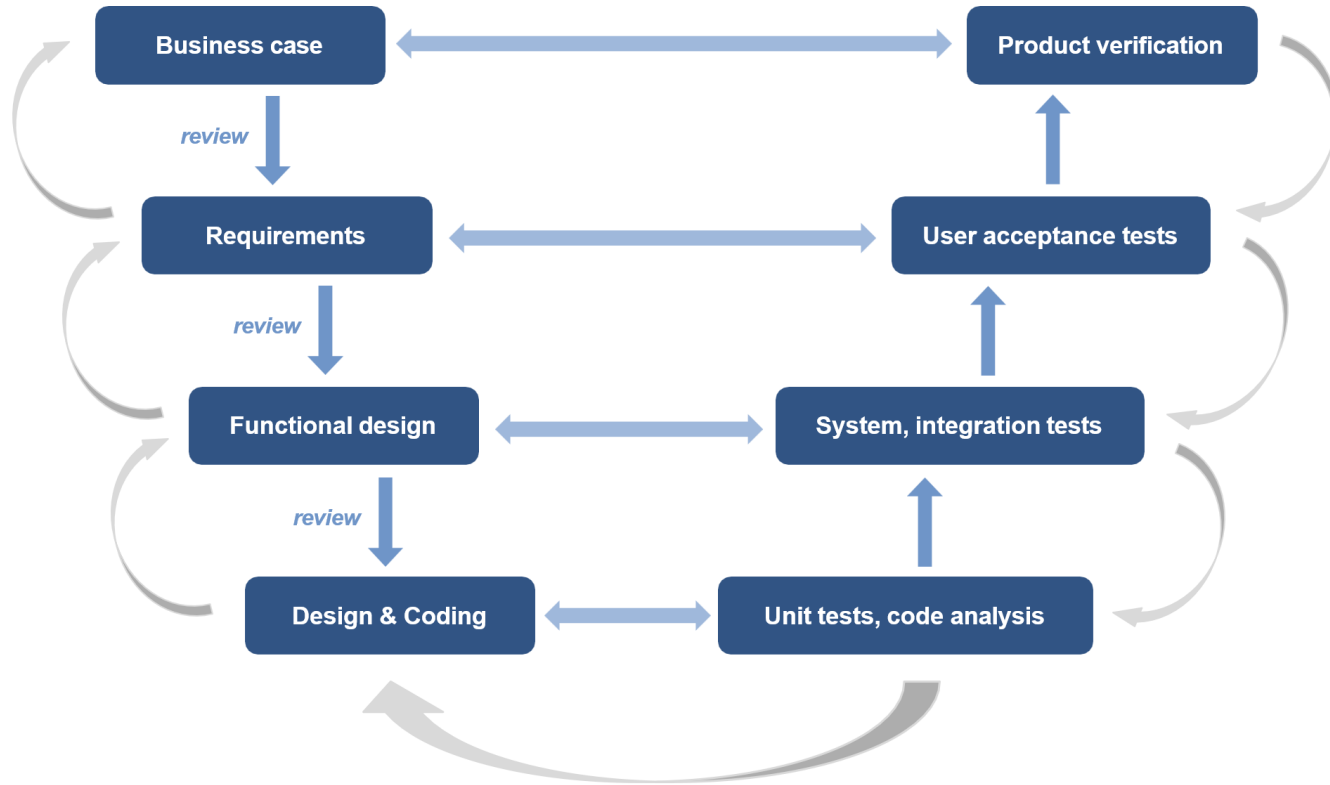 Business case
Product verification
review
Requirements
User acceptance tests
review
Functional design
System, integration tests
review
Design & Coding
Unit tests, code analysis